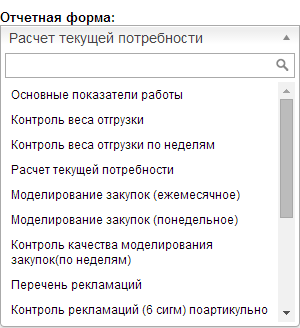 Отчетная форма:
Расчет текущей потребности
Основные показатели работы
Контроль веса отгрузки
Контроль веса отгрузки по неделям
Расчет текущей потребности
Моделирование закупок (ежемесячное)
Моделирование закупок (понедельное)
Контроль качества моделирования
закупок(по неделям)
Перечень рекламаций
Контроль рекламаций (6 сигм) поартикульно